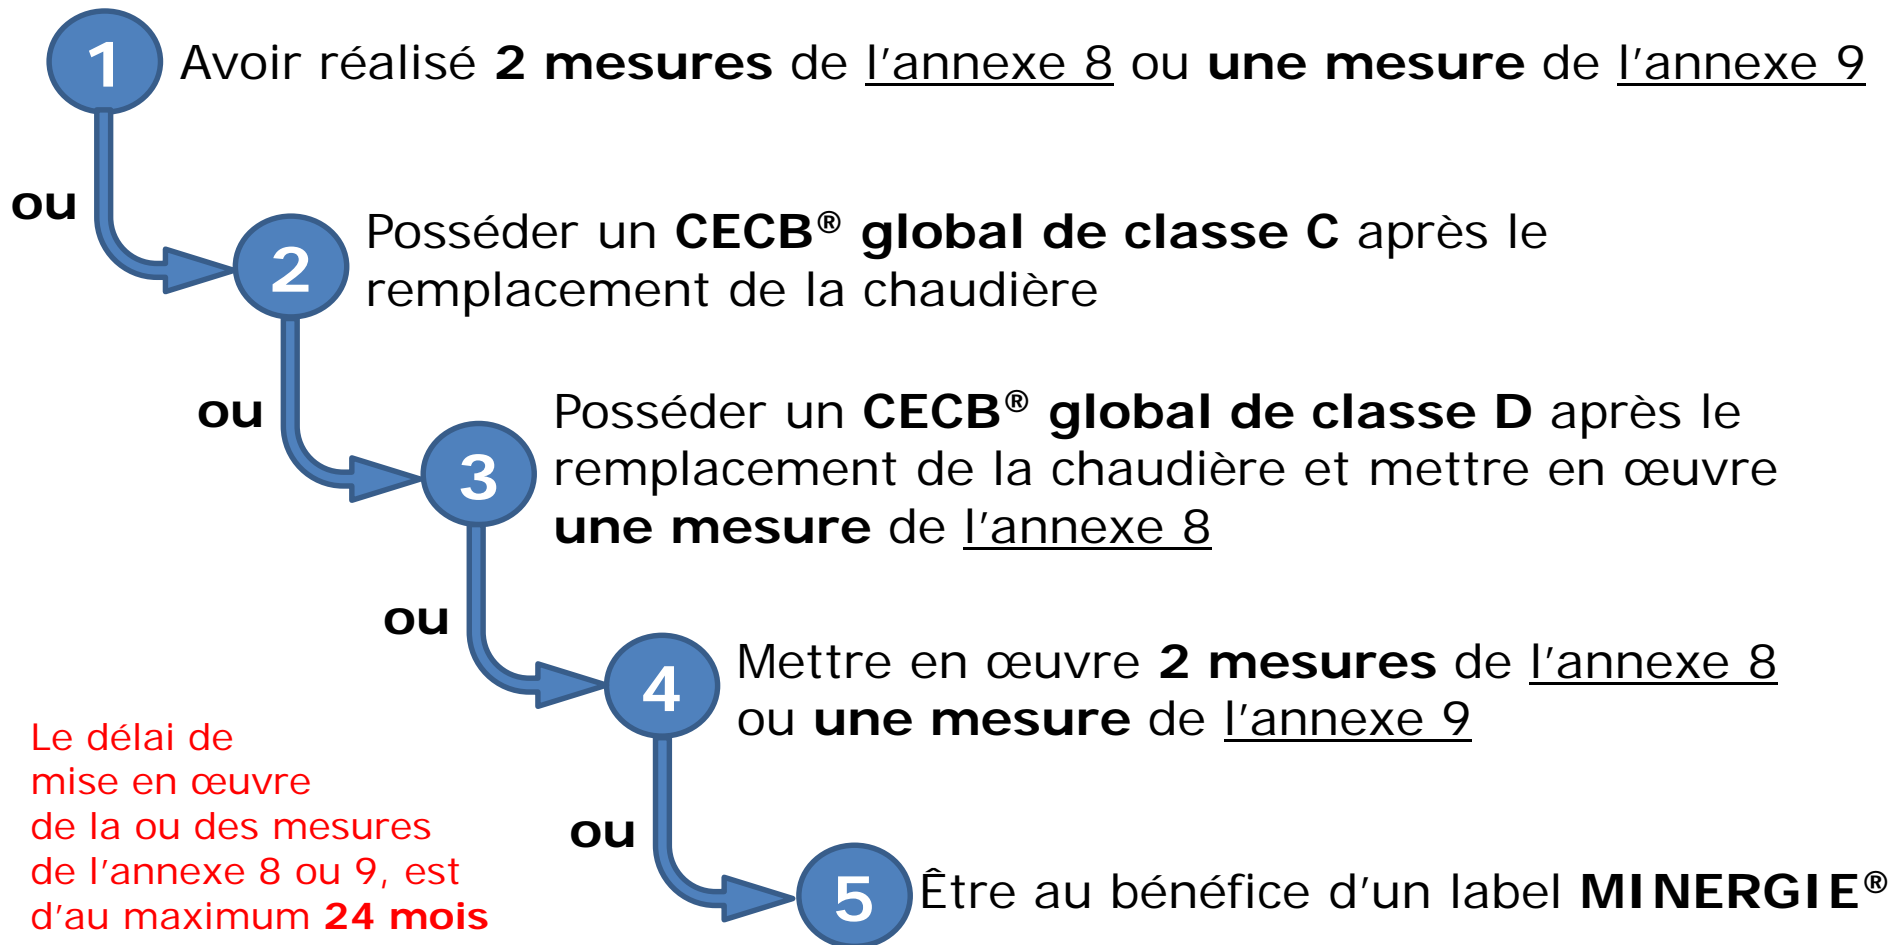 1 Avoir réalisé 2 mesures de l'annexe 8 ou une mesure de l'annexe 9
ou
2 Posséder un CECB® global de classe C après le
remplacement de la chaudière
ou
3 Posséder un CECB® global de classe D après le
remplacement de la chaudière et mettre en œuvre
une mesure de l'annexe 8
ou
4 Mettre en œuvre 2 mesures de l'annexe 8
ou une mesure de l'annexe 9
ou
5 Être au bénéfice d'un label MINERGIE®
Le délai de
mise en œuvre
de la ou des mesures
de l'annexe 8 ou 9, est
d'au maximum 24 mois